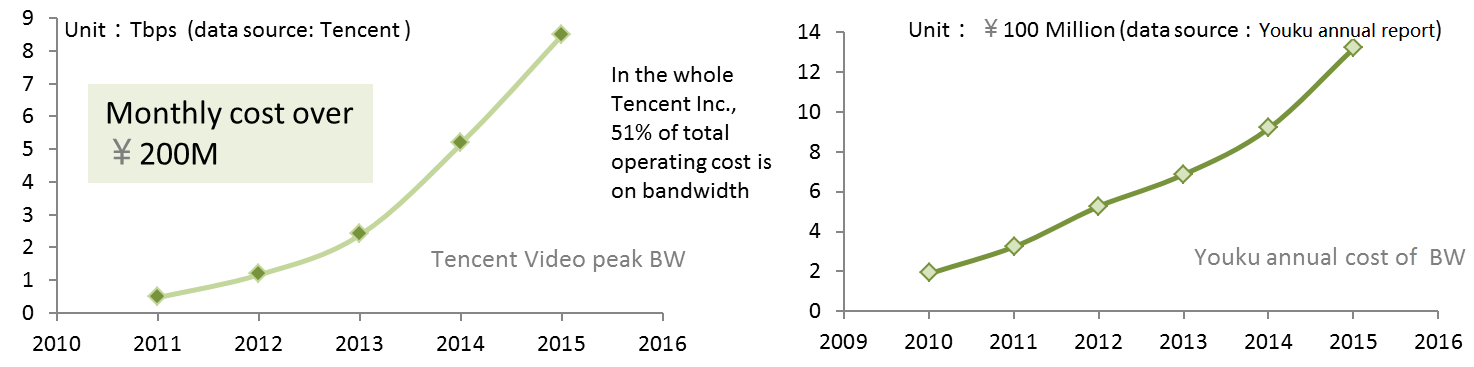 Unit： Tbps (data source: Tencent )
9
8
7
6
5
4
3
2
1
0
Monthly cost over
￥200M
In the whole
Tencent Inc.,
51% of total
operating cost is
on bandwidth
Tencent Video peak BW
2010 2011 2012 2013 2014 2015 2016
Unit： ￥100 Million (data source : Youku annual report)
14
12
10
8
6
4
2
0
Youku annual cost of BW
2009 2010 2011 2012 2013 2014 2015 2016